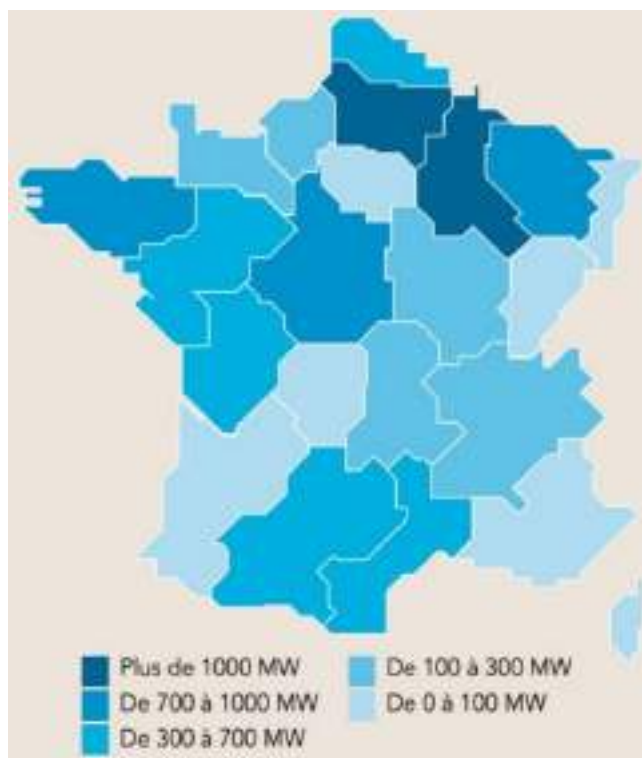 Plus de 1000 MW
De 700 à 1000 MW
De 300 à 700 MW
De 100 à 300 MW
De 0 à 100 MW